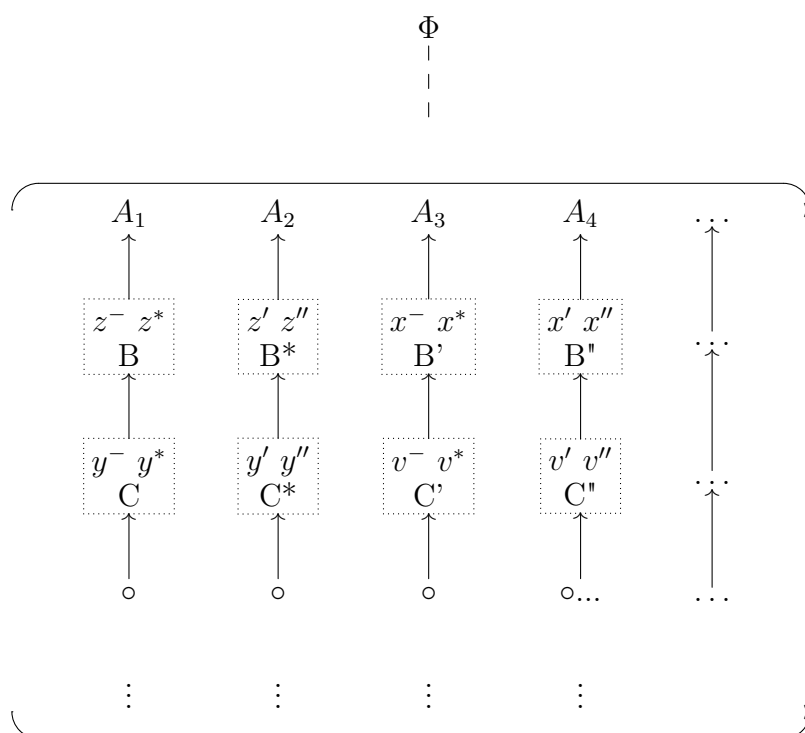 Φ
A₁ A₂ A₃ A₄ ...
z⁻ z* z′ z″ x⁻ x* x′ x″
B B* B' B" ...
y⁻ y* y′ y″ v⁻ v* v′ v″
C C* C' C" ...
∘ ∘ ∘ ∘... ...
⋮ ⋮ ⋮ ⋮